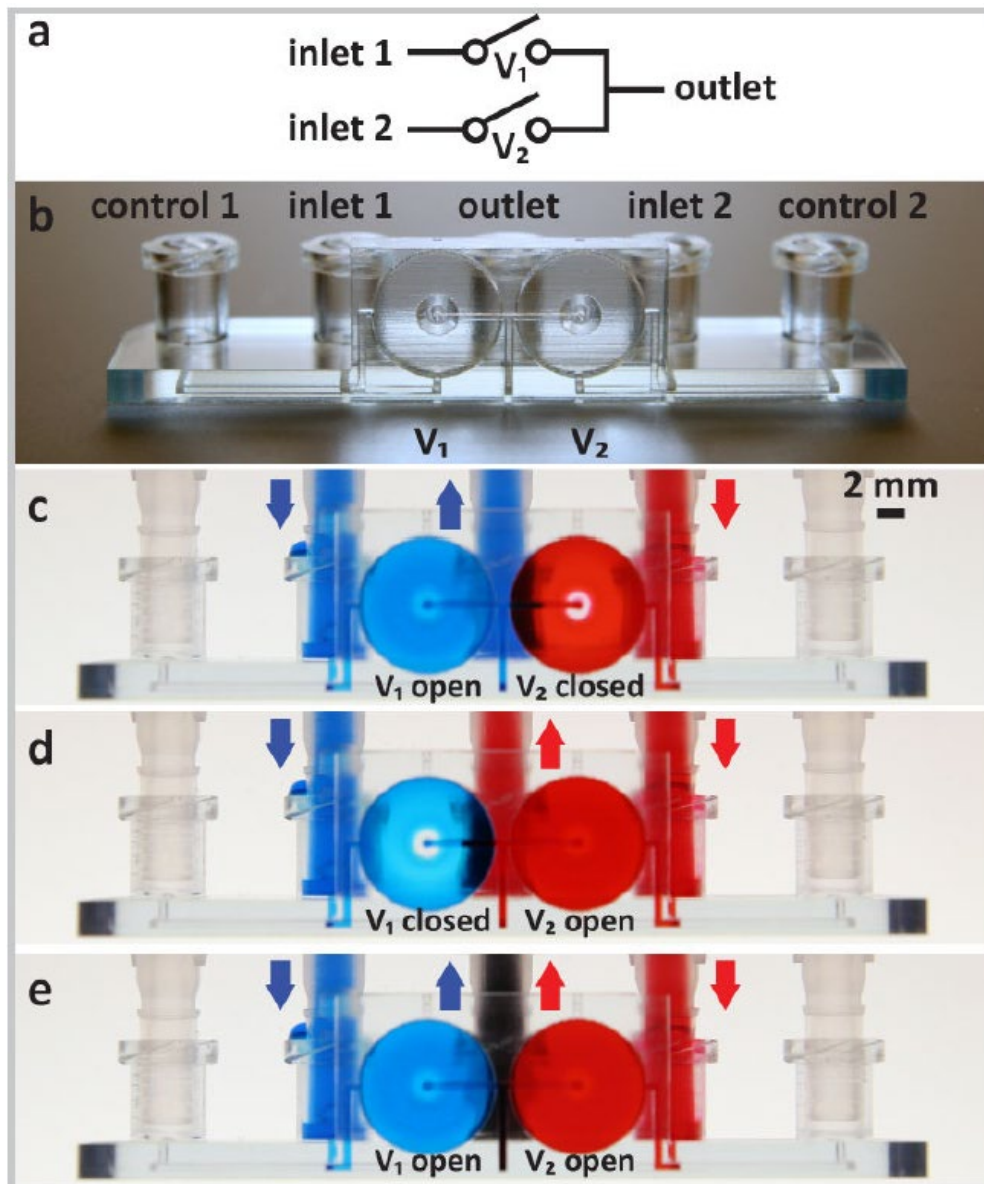 a
inlet 1
V₁
outlet
inlet 2
V₂
b
control 1 inlet 1 outlet inlet 2 control 2
V₁ V₂
c
2 mm
V₁ open V₂ closed
d
V₁ closed V₂ open
e
V₁ open V₂ open